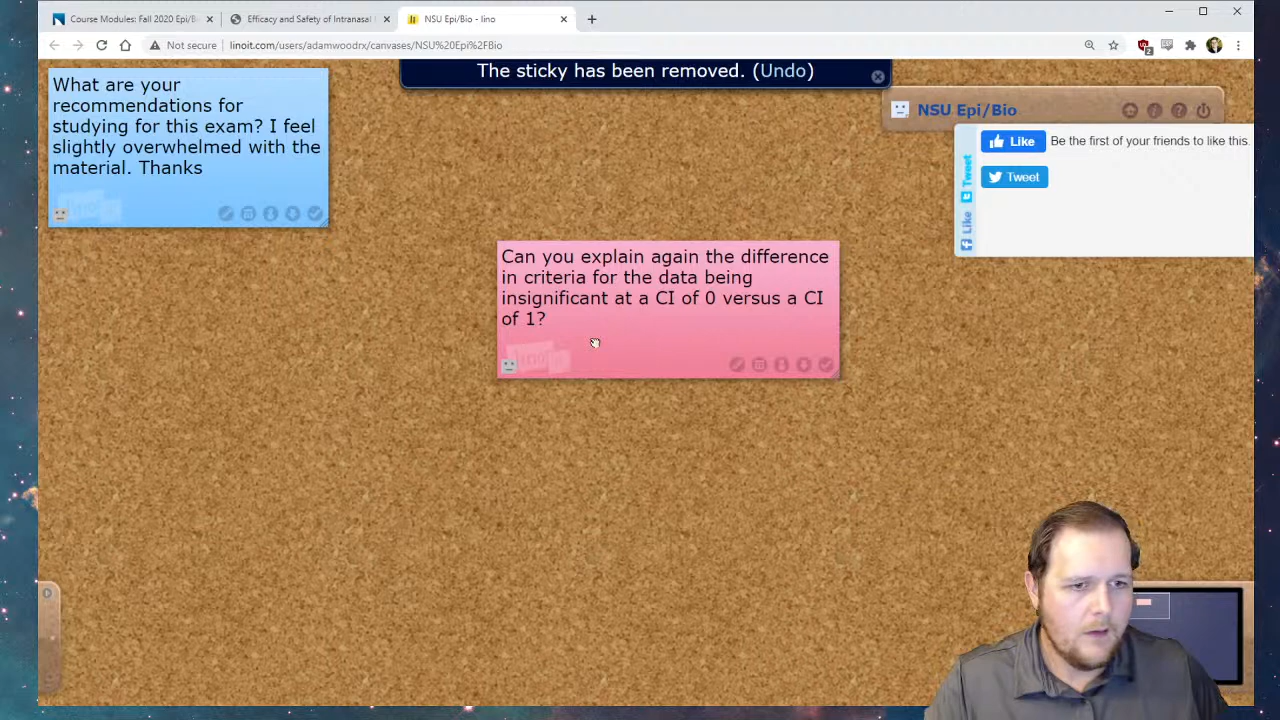 Course Modules: Fall 2020 Epi/B
Efficacy and Safety of Intranasal
NSU Epi/Bio - lino
Not secure
linoit.com/users/adamwoodrx/canvases/NSU%20Epi%2FBio
The sticky has been removed. (Undo)
What are your
recommendations for
studying for this exam? I feel
slightly overwhelmed with the
material. Thanks
NSU Epi/Bio
Like
Be the first of your friends to like this.
Tweet
Tweet
Like
Can you explain again the difference
in criteria for the data being
insignificant at a CI of 0 versus a CI
of 1?